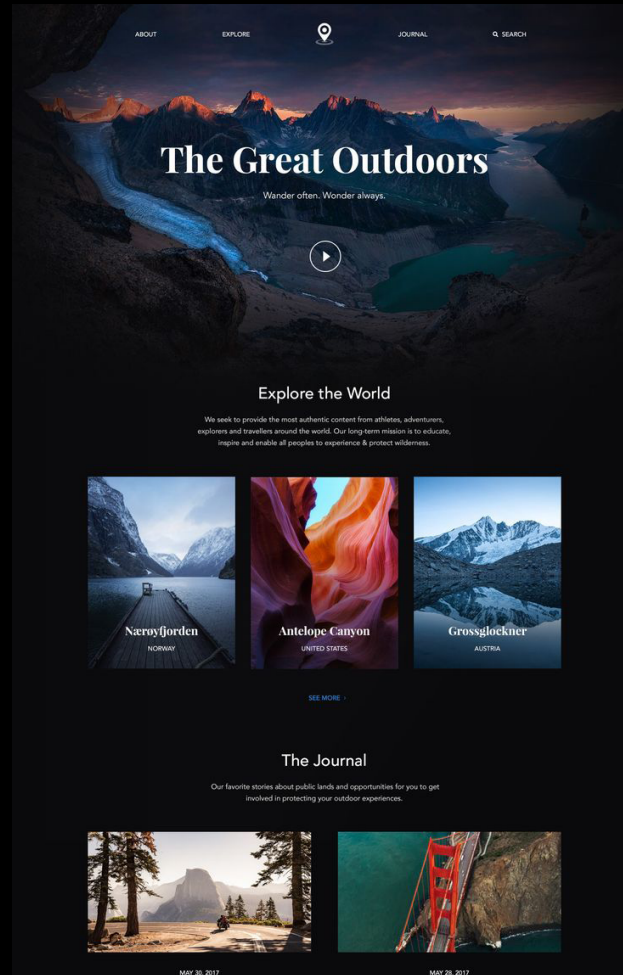 ABOUT
EXPLORE
JOURNAL
SEARCH
The Great Outdoors
Wander often. Wonder always.
Explore the World
We seek to provide the most authentic content from athletes, adventurers,
explorers and travellers around the world. Our long-term mission is to educate,
inspire and enable all peoples to experience & protect wilderness.
Nærøyfjorden
NORWAY
Antelope Canyon
UNITED STATES
Grossglockner
AUSTRIA
SEE MORE ›
The Journal
Our favorite stories about public lands and opportunities for you to get
involved in protecting your outdoor experiences.
MAY 30, 2017
MAY 28, 2017